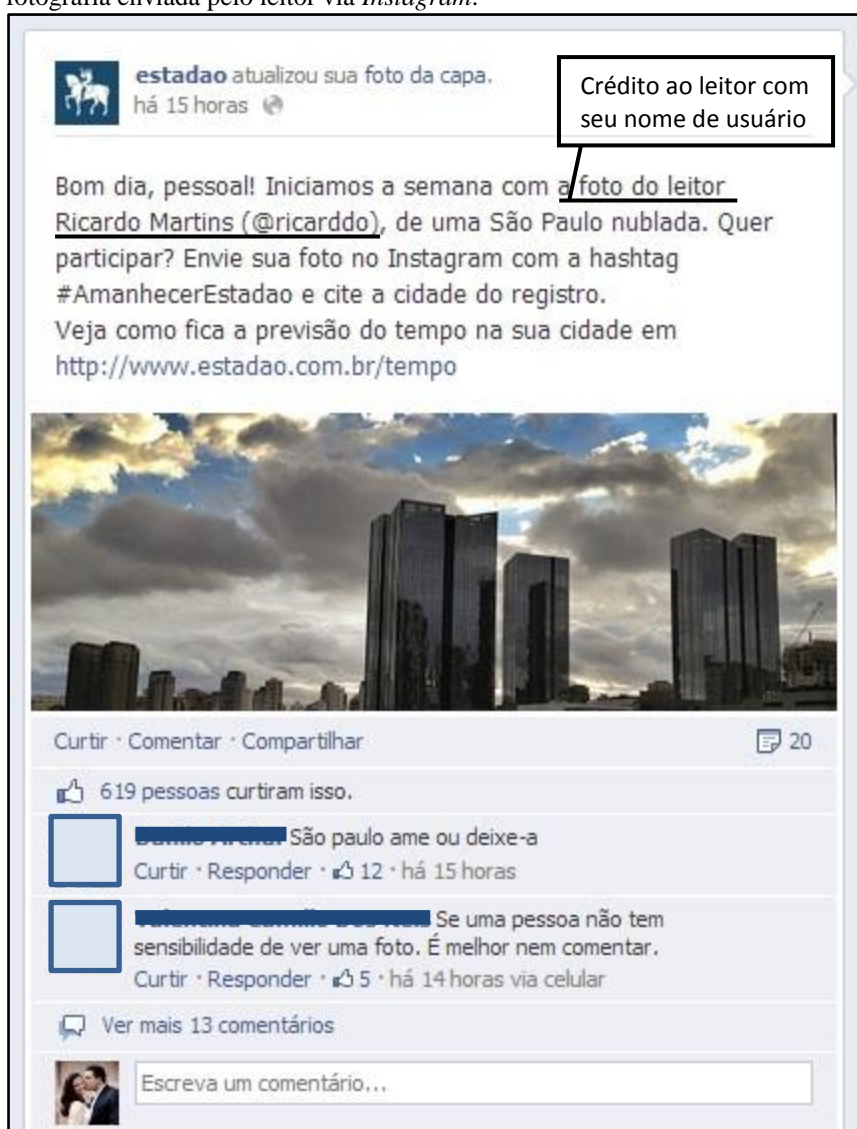 fotografia enviada pelo leitor via Instagram.
estadao atualizou sua foto da capa.
há 15 horas
Crédito ao leitor com
seu nome de usuário
Bom dia, pessoal! Iniciamos a semana com a foto do leitor
Ricardo Martins (@ricarddo), de uma São Paulo nublada. Quer
participar? Envie sua foto no Instagram com a hashtag
#AmanhecerEstadao e cite a cidade do registro.
Veja como fica a previsão do tempo na sua cidade em
http://www.estadao.com.br/tempo
Curtir · Comentar · Compartilhar 20
619 pessoas curtiram isso.
São paulo ame ou deixe-a
Curtir · Responder · 12 · há 15 horas
Se uma pessoa não tem
sensibilidade de ver uma foto. É melhor nem comentar.
Curtir · Responder · 5 · há 14 horas via celular
Ver mais 13 comentários
Escreva um comentário...